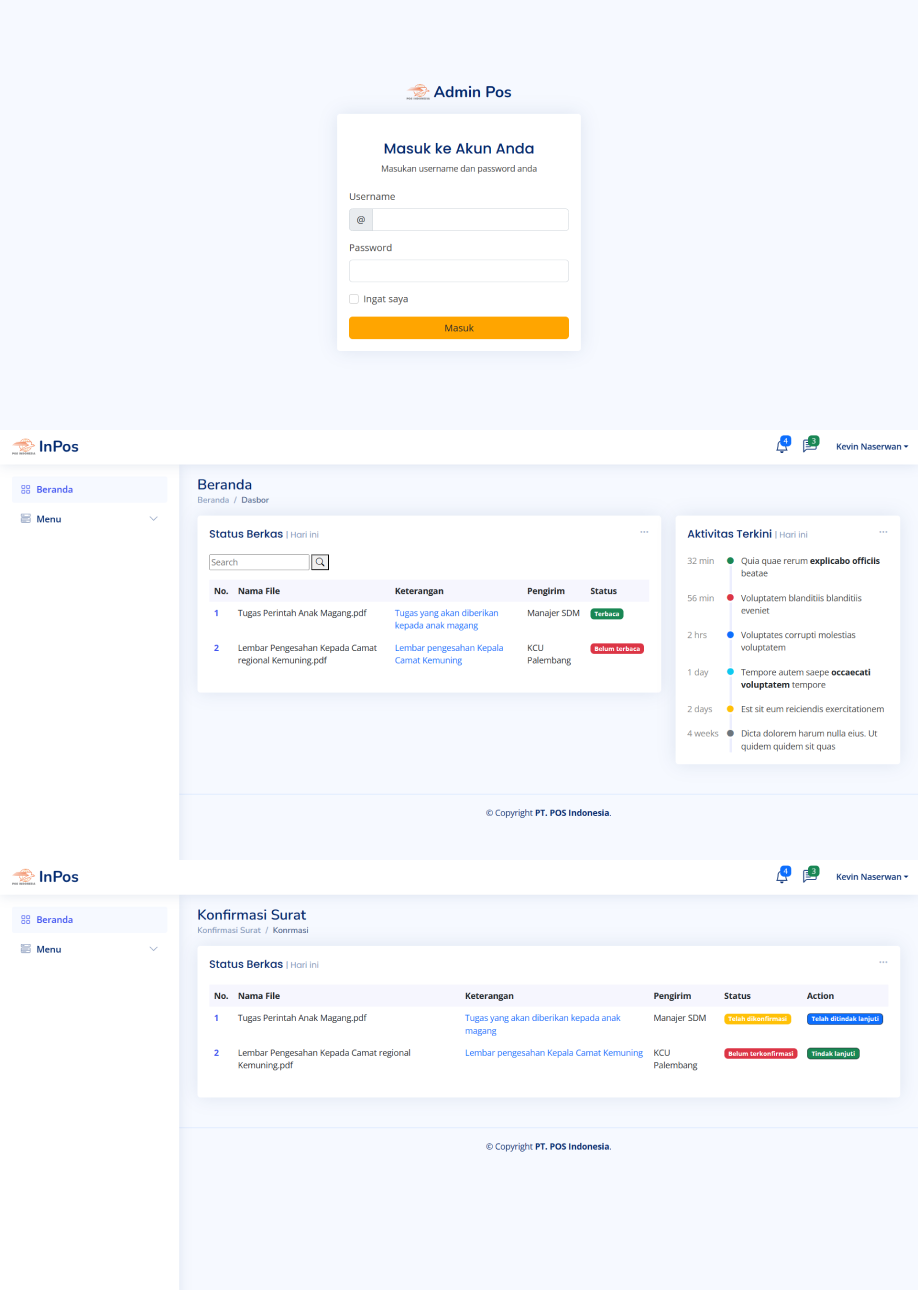 POS INDONESIA
Admin Pos
Masuk ke Akun Anda
Masukan username dan password anda
Username
@
Password
Ingat saya
Masuk
POS INDONESIA
InPos
4
3
Kevin Naserwan
Beranda
Menu
Beranda
Beranda / Dasbor
Status Berkas | Hari ini
Search
No. Nama File Keterangan Pengirim Status
1 Tugas Perintah Anak Magang.pdf Tugas yang akan diberikan Manajer SDM Terbaca
kepada anak magang
2 Lembar Pengesahan Kepada Camat Lembar pengesahan Kepala KCU Belum terbaca
regional Kemuning.pdf Camat Kemuning Palembang
Aktivitas Terkini | Hari ini
32 min Quia quae rerum explicabo officiis
beatae
56 min Voluptatem blanditiis blanditiis
eveniet
2 hrs Voluptates corrupti molestias
voluptatem
1 day Tempore autem saepe occaecati
voluptatem tempore
2 days Est sit eum reiciendis exercitationem
4 weeks Dicta dolorem harum nulla eius. Ut
quidem quidem sit quas
© Copyright PT. POS Indonesia.
POS INDONESIA
InPos
4
3
Kevin Naserwan
Beranda
Menu
Konfirmasi Surat
Konfirmasi Surat / Konrmasi
Status Berkas | Hari ini
No. Nama File Keterangan Pengirim Status Action
1 Tugas Perintah Anak Magang.pdf Tugas yang akan diberikan kepada anak Manajer SDM Telah dikonfirmasi Telah ditindak lanjuti
magang
2 Lembar Pengesahan Kepada Camat regional Lembar pengesahan Kepala Camat Kemuning KCU Belum terkonfirmasi Tindak lanjuti
Kemuning.pdf Palembang
© Copyright PT. POS Indonesia.